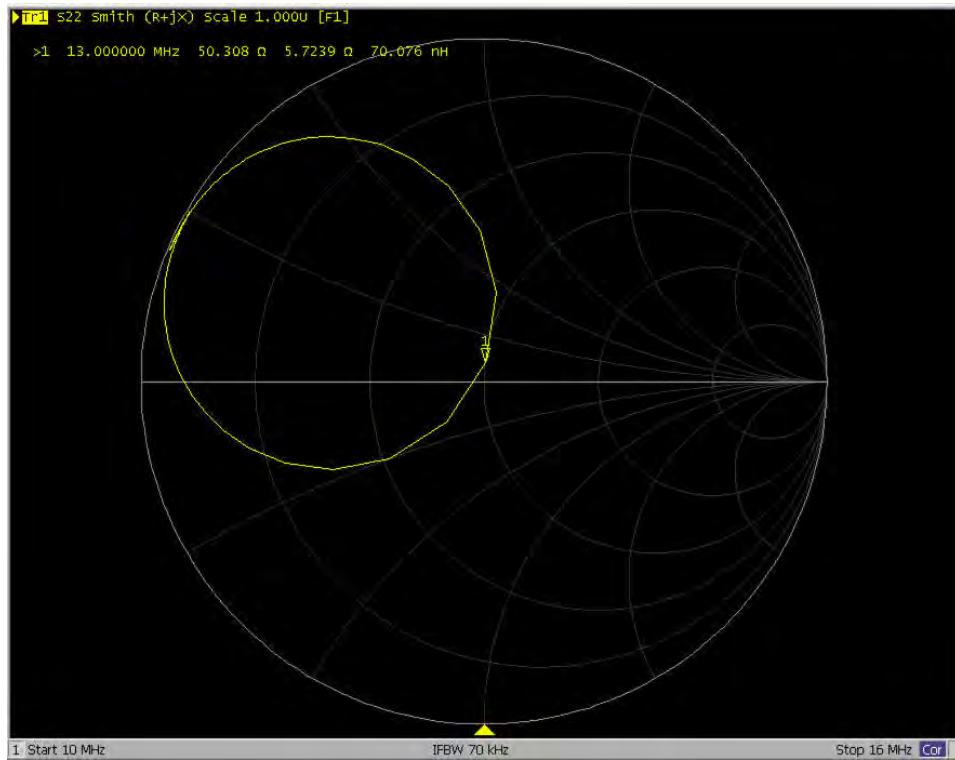 Tr1 S22 Smith (R+jX) Scale 1.000U [F1]
>1 13.000000 MHz 50.308 Ω 5.7239 Ω 70.076 nH
1
1 Start 10 MHz IFBW 70 kHz Stop 16 MHz Cor